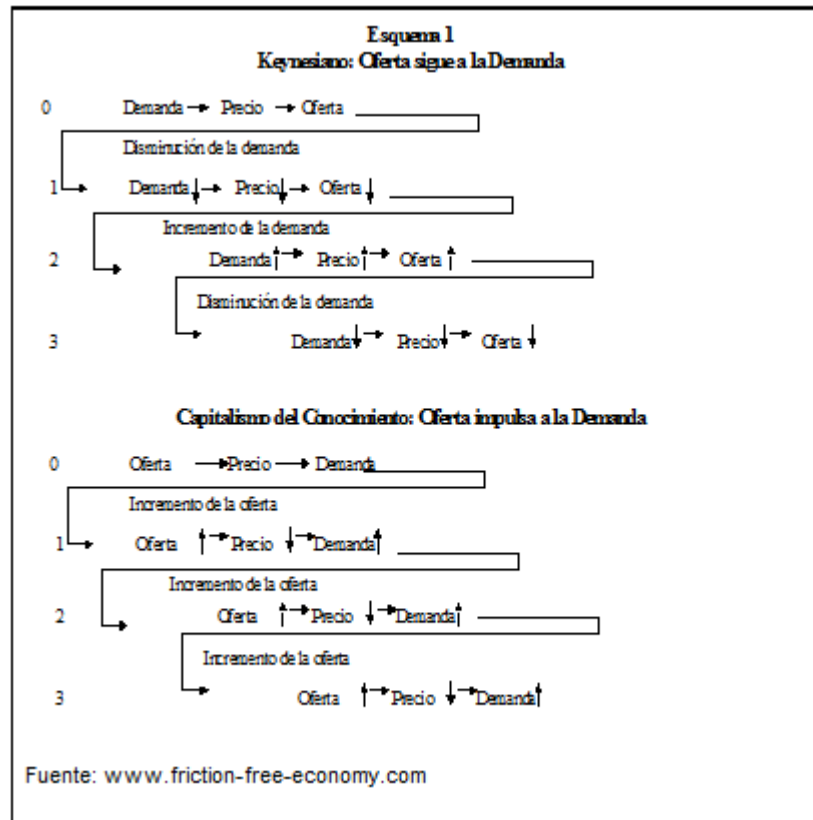 Esquema 1
Keynesiano: Oferta sigue a la Demanda
0 Demanda → Precio → Oferta
Disminución de la demanda
1 Demanda ↓ → Precio ↓ → Oferta ↓
Incremento de la demanda
2 Demanda ↑ → Precio ↑ → Oferta ↑
Disminución de la demanda
3 Demanda ↓ → Precio ↓ → Oferta ↓
Capitalismo del Conocimiento: Oferta impulsa a la Demanda
0 Oferta → Precio → Demanda
Incremento de la oferta
1 Oferta ↑ → Precio ↓ → Demanda ↑
Incremento de la oferta
2 Oferta ↑ → Precio ↓ → Demanda ↑
Incremento de la oferta
3 Oferta ↑ → Precio ↓ → Demanda ↑
Fuente: www.friction-free-economy.com